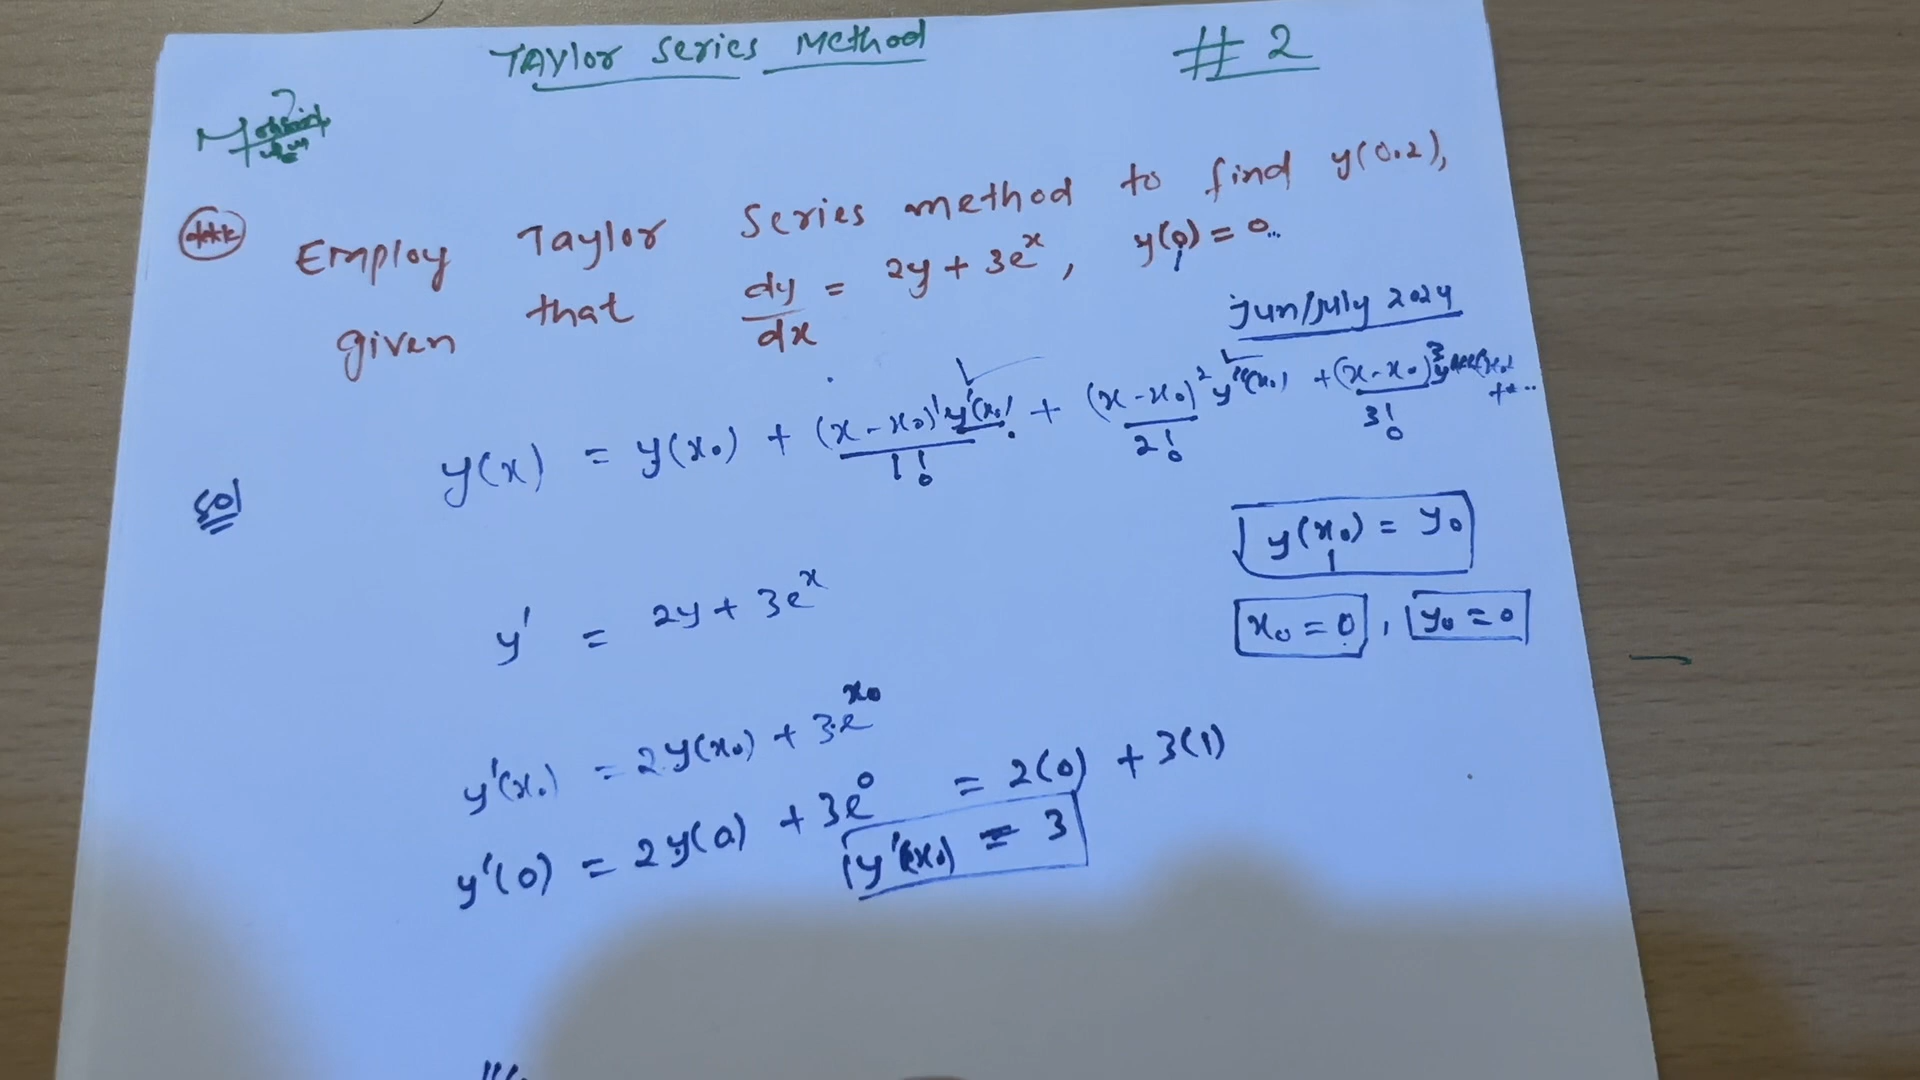 Taylor Series Method # 2
Employ Taylor Series method to find y(0.2),
given that dy/dx = 2y + 3e^x, y(0) = 0..
Jun/July 2024
Sol y(x) = y(x₀) + (x-x₀)¹y'(x₀)/1! + (x-x₀)²/2! y''(x₀) + (x-x₀)³/3! +...
y(x₀) = y₀
y' = 2y + 3e^x
x₀ = 0, y₀ = 0
y'(x₀) = 2y(x₀) + 3e^x₀
y'(0) = 2y(0) + 3e^0 = 2(0) + 3(1)
y'(x₀) = 3